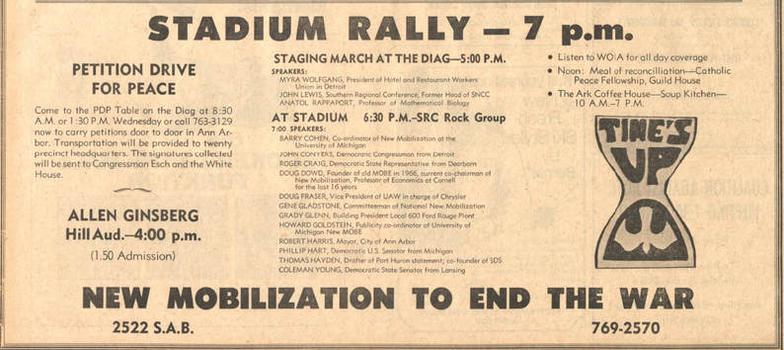 STADIUM RALLY — 7 p.m.
PETITION DRIVE
FOR PEACE
Come to the PDP Table on the Diag at 8:30
A.M. or 1:30 P.M. Wednesday or call 763-3129
now to carry petitions door to door in Ann Ar-
bor. Transportation will be provided to twenty
precinct headquarters. The signatures collected
will be sent to Congressman Esch and the White
House.
ALLEN GINSBERG
Hill Aud.—4:00 p.m.
(1.50 Admission)
STAGING MARCH AT THE DIAG—5:00 P.M.
SPEAKERS:
MYRA WOLFGANG, President of Hotel and Restaurant Workers
Union in Detroit
JOHN LEWIS, Southern Regional Conference, Former Head of SNCC
ANATOL RAPPAPORT, Professor of Mathematical Biology
AT STADIUM 6:30 P.M.-SRC Rock Group
7:00 SPEAKERS:
BARRY COHEN, Co-ordinator of New Mobilization at the
University of Michigan
JOHN CONYERS, Democratic Congressman from Detroit
ROGER CRAIG, Democratic State Representative from Dearborn
DOUG DOWD, Founder of old MOBE in 1966, current co-chairman of
New Mobilization, Professor of Economics at Cornell
for the last 16 years
DOUG FRASER, Vice President of UAW in charge of Chrysler
GENE GLADSTONE, Committeeman of National New Mobilization
GRADY GLENN, Building President Local 600 Ford Rouge Plant
HOWARD GOLDSTEIN, Publicity co-ordinator of University of
Michigan New MOBE
ROBERT HARRIS, Mayor, City of Ann Arbor
PHILLIP HART, Democratic U.S. Senator from Michigan
THOMAS HAYDEN, Drafter of Port Huron statement; co-founder of SDS
COLEMAN YOUNG, Democratic State Senator from Lansing
• Listen to WOIA for all day coverage
• Noon: Meal of reconciliation—Catholic
Peace Fellowship, Guild House
• The Ark Coffee House—Soup Kitchen—
10 A.M.–7 P.M.
TIME'S
UP
NEW MOBILIZATION TO END THE WAR
2522 S.A.B.
769-2570